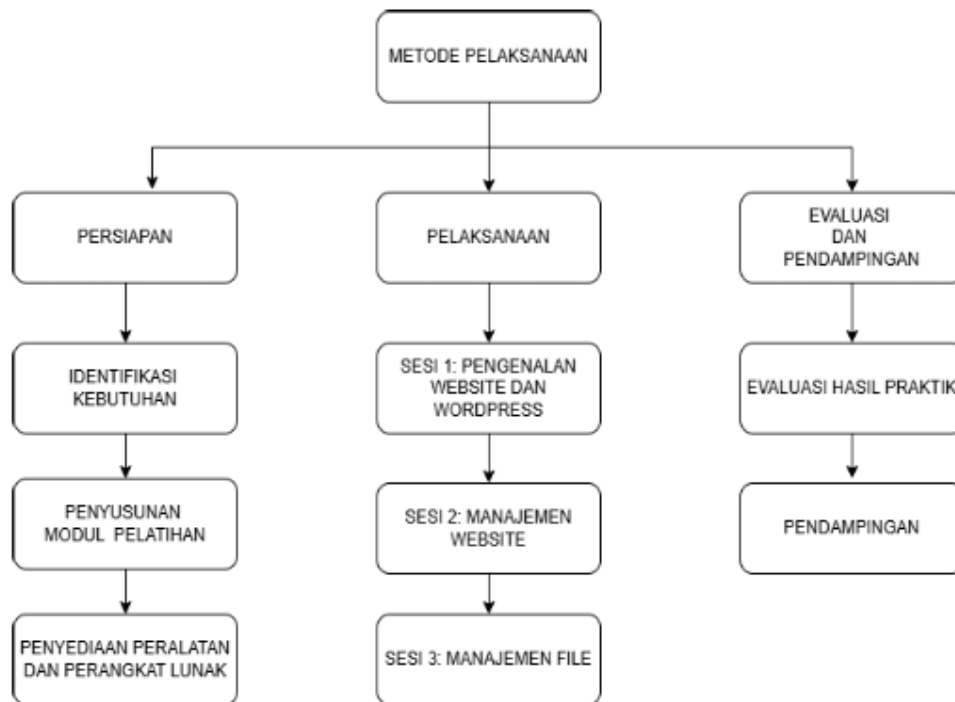 METODE PELAKSANAAN
PERSIAPAN
IDENTIFIKASI
KEBUTUHAN
PENYUSUNAN
MODUL PELATIHAN
PENYEDIAAN PERALATAN
DAN PERANGKAT LUNAK
PELAKSANAAN
SESI 1: PENGENALAN
WEBSITE DAN
WORDPRESS
SESI 2: MANAJEMEN
WEBSITE
SESI 3: MANAJEMEN FILE
EVALUASI
DAN
PENDAMPINGAN
EVALUASI HASIL PRAKTIK
PENDAMPINGAN